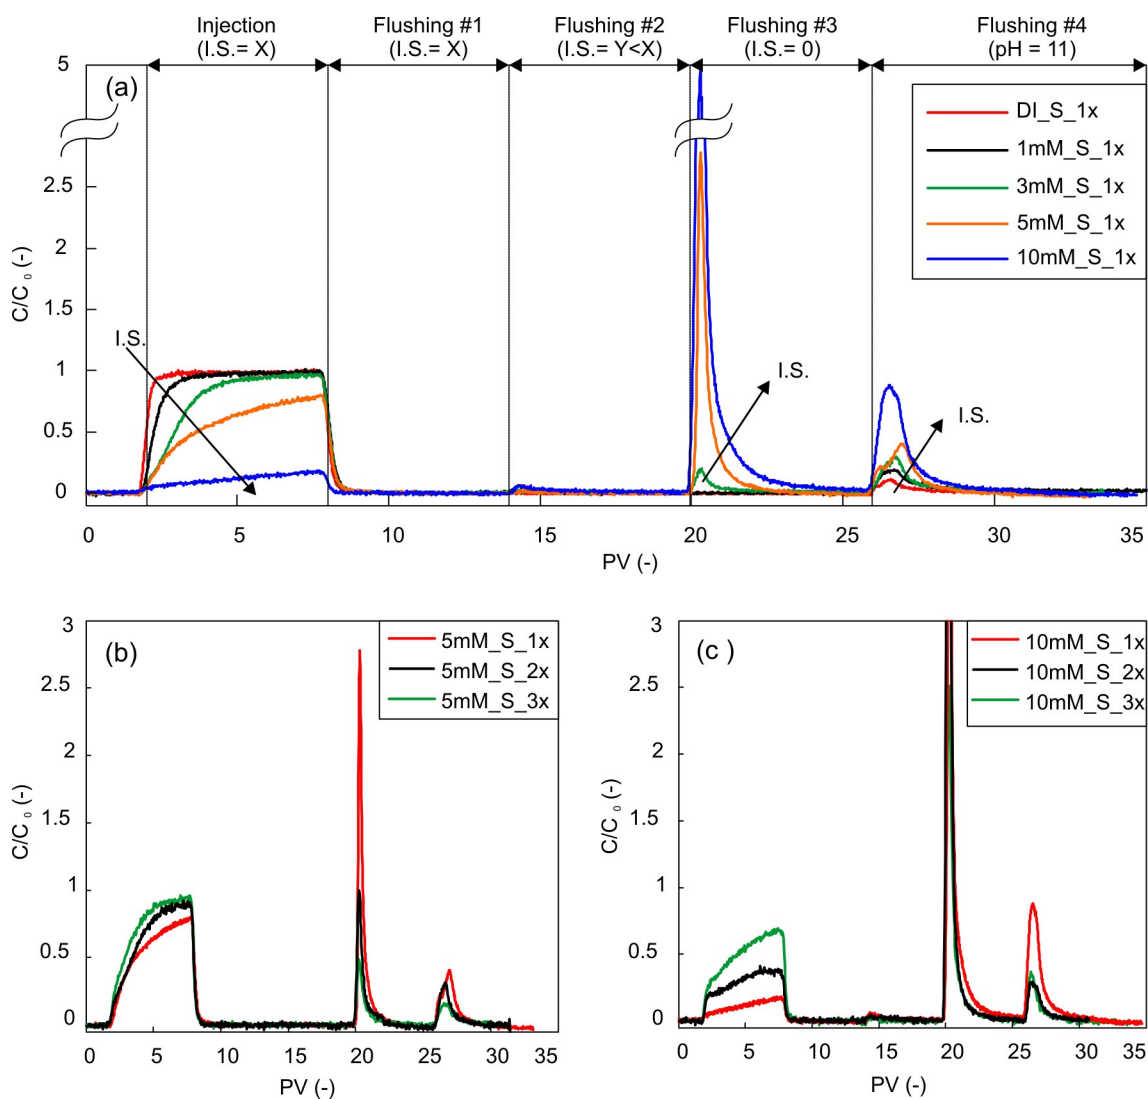 Injection
(I.S.= X)
Flushing #1
(I.S.= X)
Flushing #2
(I.S.= Y<X)
Flushing #3
(I.S.= 0)
Flushing #4
(pH = 11)
(a)
5
2.5
2
1.5
1
0.5
0
C/C 0 (-)
I.S.
I.S.
I.S.
DI_S_1x
1mM_S_1x
3mM_S_1x
5mM_S_1x
10mM_S_1x
0 5 10 15 20 25 30 35
PV (-)
(b)
3
2.5
2
1.5
1
0.5
0
C/C 0 (-)
5mM_S_1x
5mM_S_2x
5mM_S_3x
0 5 10 15 20 25 30 35
PV (-)
(c )
3
2.5
2
1.5
1
0.5
0
C/C 0 (-)
10mM_S_1x
10mM_S_2x
10mM_S_3x
0 5 10 15 20 25 30 35
PV (-)